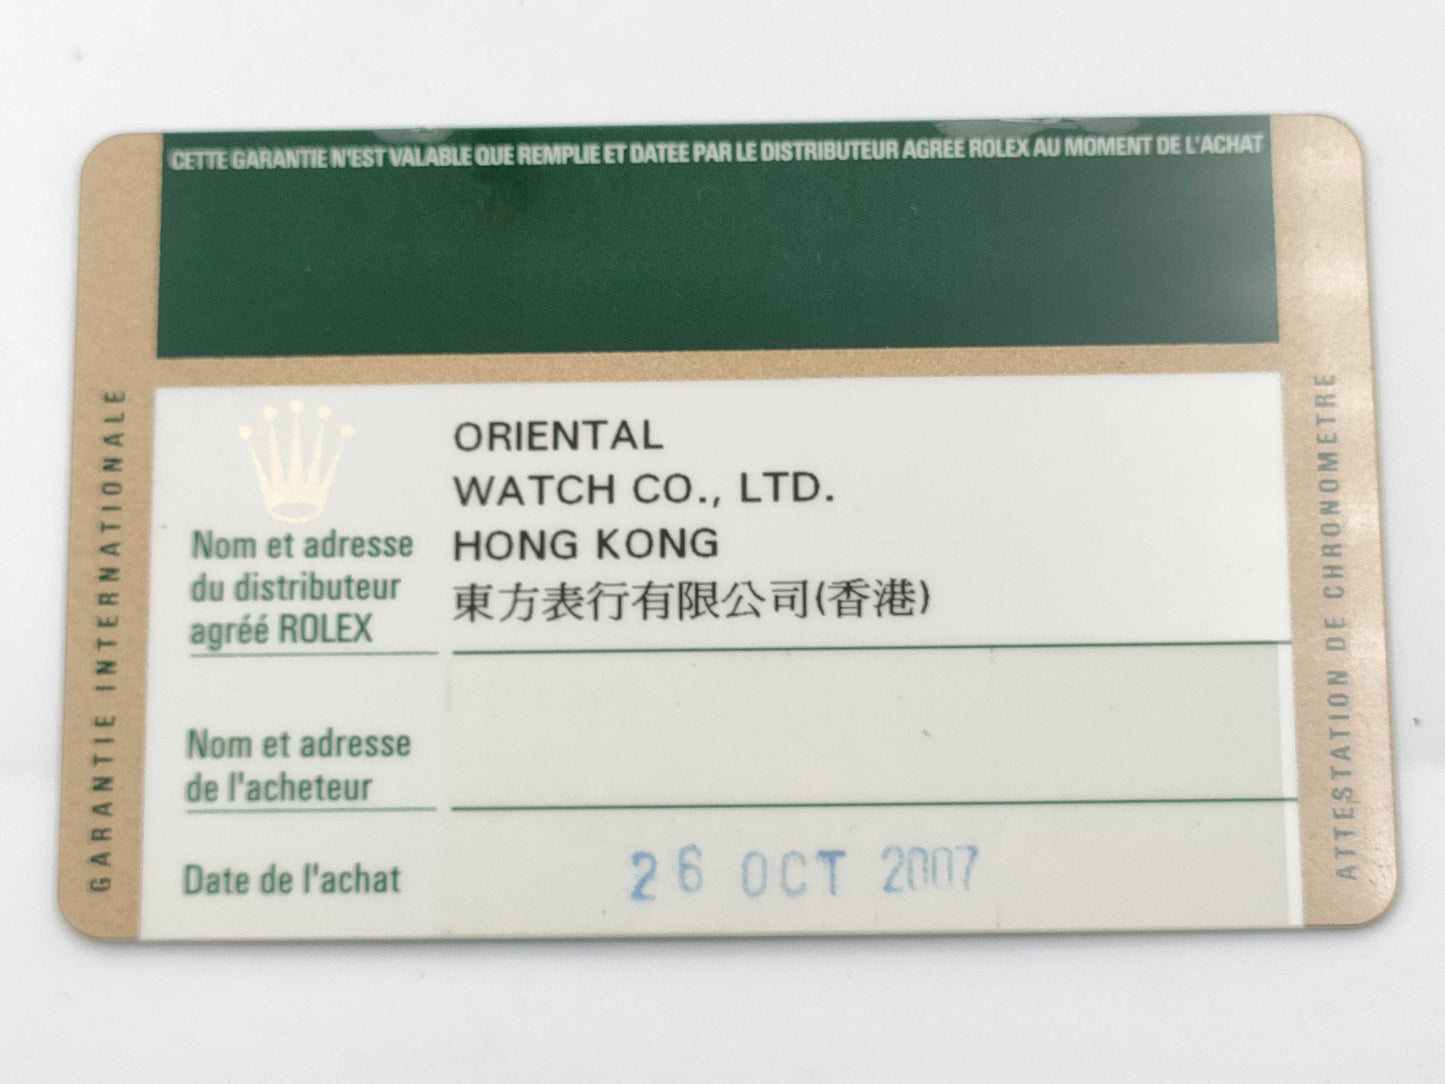 CETTE GARANTIE N'EST VALABLE QUE REMPLIE ET DATEE PAR LE DISTRIBUTEUR AGREE ROLEX AU MOMENT DE L'ACHAT
GARANTIE INTERNATIONALE
ORIENTAL
WATCH CO., LTD.
HONG KONG
東方表行有限公司(香港)
Nom et adresse
du distributeur
agréé ROLEX
Nom et adresse
de l'acheteur
Date de l'achat
26 OCT 2007
ATTESTATION DE CHRONOMETRE